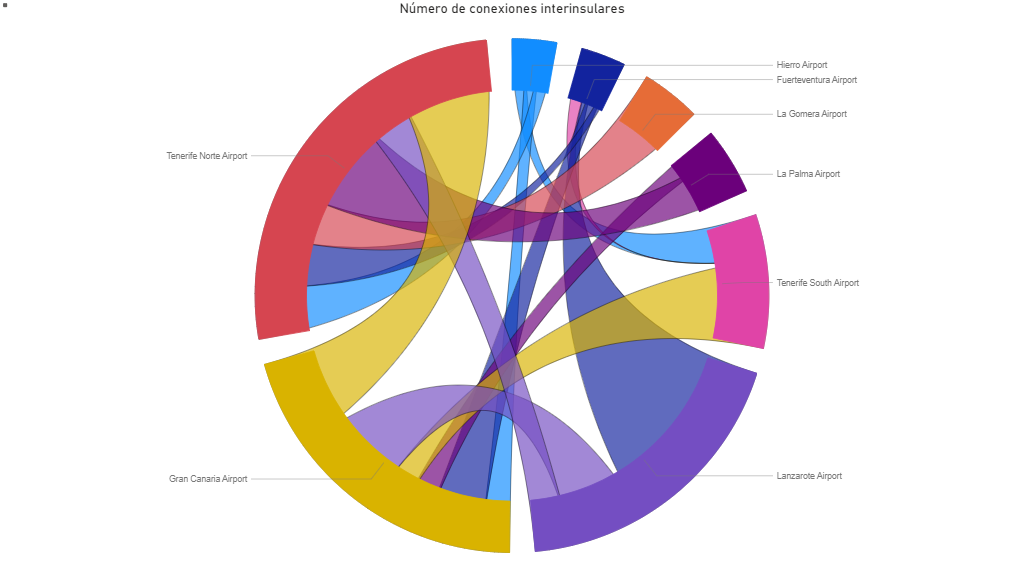 Número de conexiones interinsulares
Hierro Airport
Fuerteventura Airport
La Gomera Airport
Tenerife Norte Airport
La Palma Airport
Tenerife South Airport
Gran Canaria Airport
Lanzarote Airport